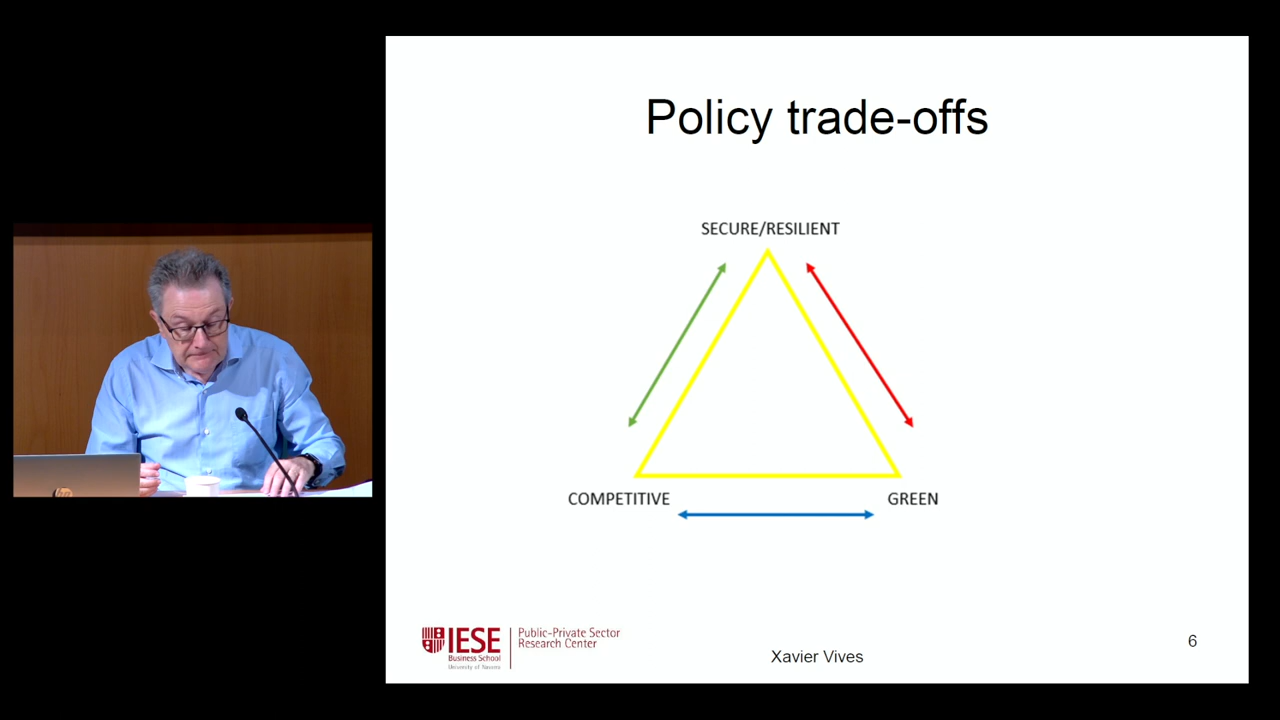 Policy trade-offs
SECURE/RESILIENT
COMPETITIVE
GREEN
IESE
Business School
University of Navarra
Public-Private Sector
Research Center
Xavier Vives
6
hp